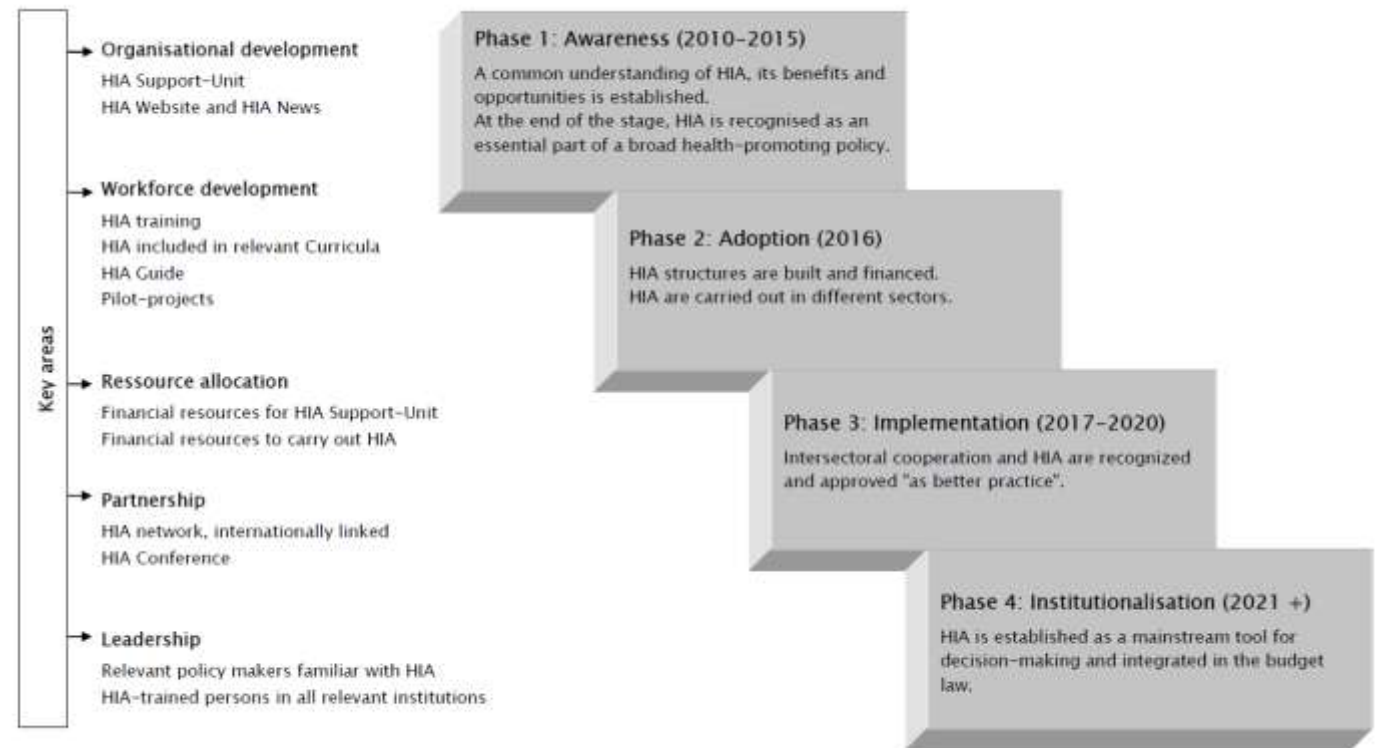 Key areas
Organisational development
HIA Support-Unit
HIA Website and HIA News
Workforce development
HIA training
HIA included in relevant Curricula
HIA Guide
Pilot-projects
Ressource allocation
Financial resources for HIA Support-Unit
Financial resources to carry out HIA
Partnership
HIA network, internationally linked
HIA Conference
Leadership
Relevant policy makers familiar with HIA
HIA-trained persons in all relevant institutions
Phase 1: Awareness (2010-2015)
A common understanding of HIA, its benefits and
opportunities is established.
At the end of the stage, HIA is recognised as an
essential part of a broad health-promoting policy.
Phase 2: Adoption (2016)
HIA structures are built and financed.
HIA are carried out in different sectors.
Phase 3: Implementation (2017-2020)
Intersectoral cooperation and HIA are recognized
and approved "as better practice".
Phase 4: Institutionalisation (2021 +)
HIA is established as a mainstream tool for
decision-making and integrated in the budget
law.